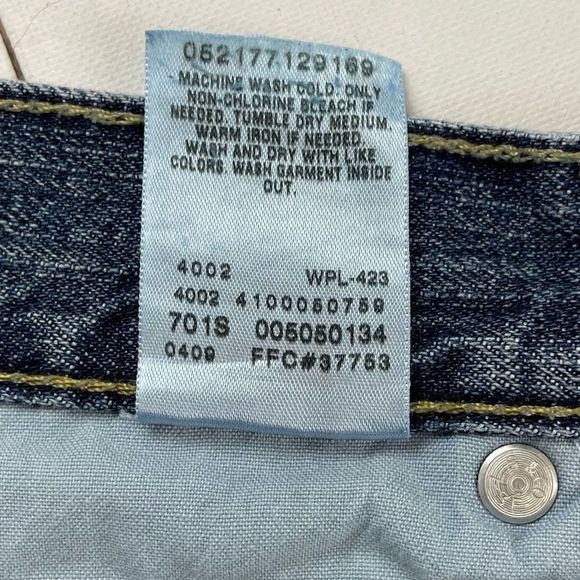 052177129169
MACHINE WASH COLD. ONLY
NON-CHLORINE BLEACH IF
NEEDED. TUMBLE DRY MEDIUM.
WARM IRON IF NEEDED.
WASH AND DRY WITH LIKE
COLORS. WASH GARMENT INSIDE
OUT.
4002 WPL-423
4002 4100050759
701S 005050134
0409 FFC#37753